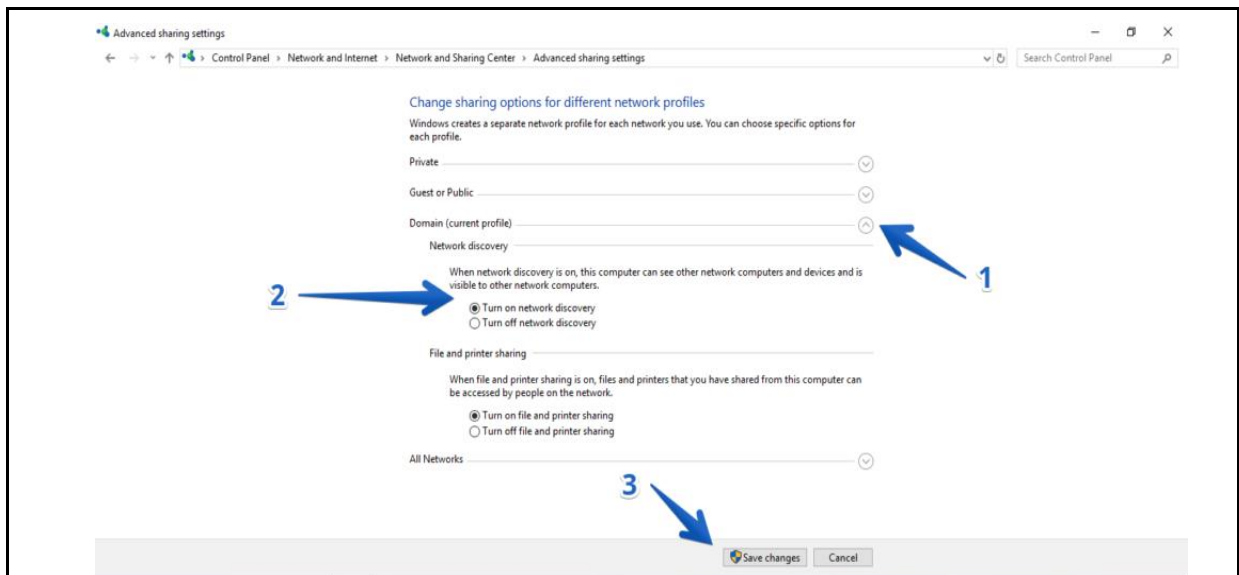 Advanced sharing settings
Control Panel > Network and Internet > Network and Sharing Center > Advanced sharing settings
Search Control Panel
Change sharing options for different network profiles
Windows creates a separate network profile for each network you use. You can choose specific options for
each profile.
Private
Guest or Public
Domain (current profile)
Network discovery
1
When network discovery is on, this computer can see other network computers and devices and is
visible to other network computers.
2
Turn on network discovery
Turn off network discovery
File and printer sharing
When file and printer sharing is on, files and printers that you have shared from this computer can
be accessed by people on the network.
Turn on file and printer sharing
Turn off file and printer sharing
All Networks
3
Save changes
Cancel